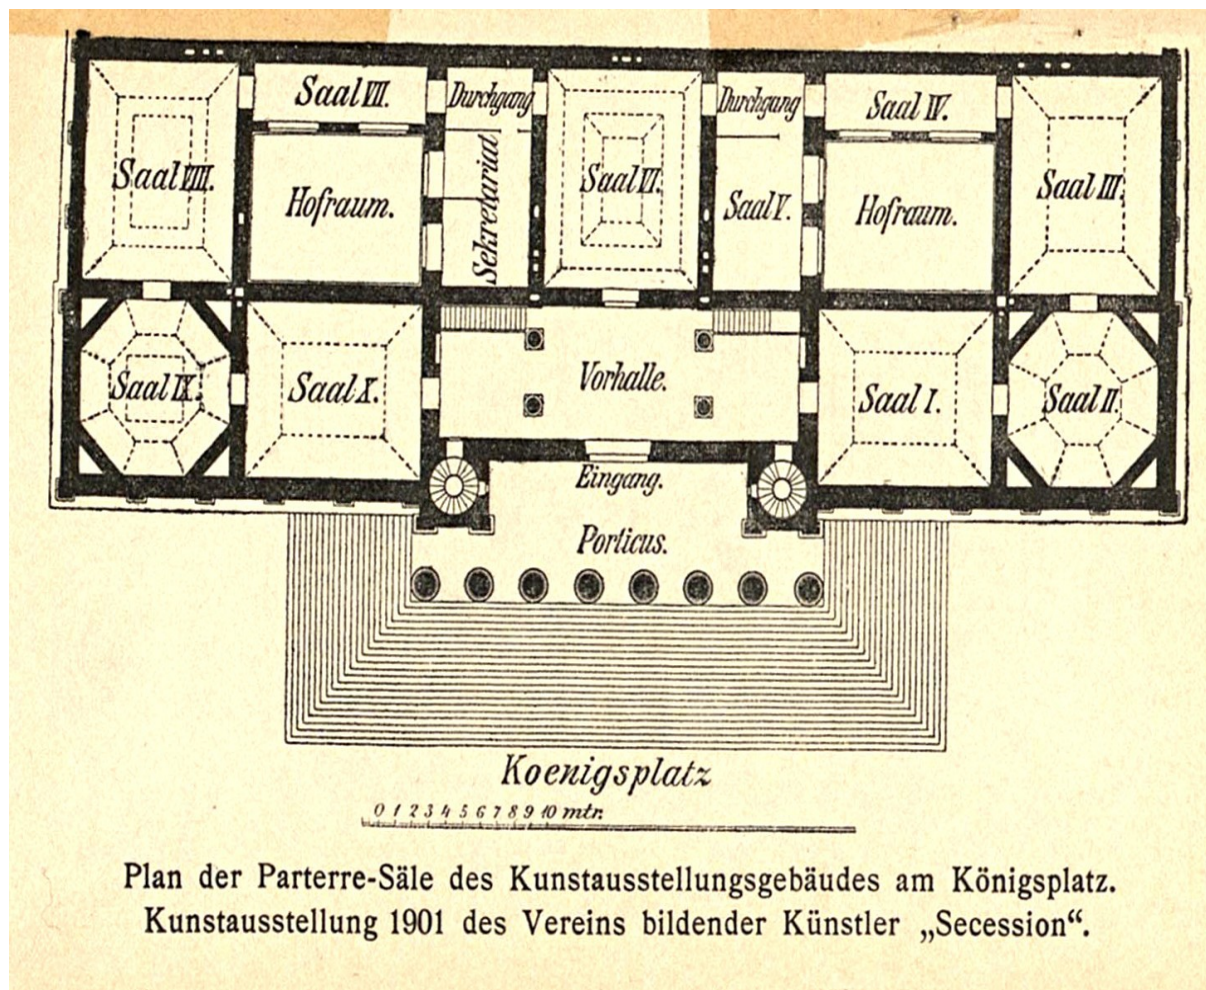 Saal VII.
Durchgang
Durchgang
Saal IV.
Saal VIII.
Hofraum.
Sekretariat
Saal VI.
Saal V.
Hofraum.
Saal III.
Saal IX.
Saal X.
Vorhalle.
Saal I.
Saal II.
Eingang.
Porticus.
Koenigsplatz
0 1 2 3 4 5 6 7 8 9 10 mtr.
Plan der Parterre-Säle des Kunstausstellungsgebäudes am Königsplatz.
Kunstausstellung 1901 des Vereins bildender Künstler „Secession“.